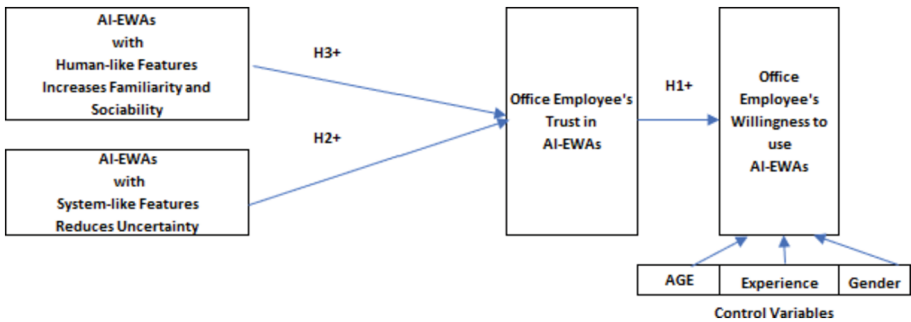 AI-EWAs
with
Human-like Features
Increases Familiarity and
Sociability
H3+
H2+
AI-EWAs
with
System-like Features
Reduces Uncertainty
Office Employee's
Trust in
AI-EWAs
H1+
Office
Employee's
Willingness to
use
AI-EWAs
AGE
Experience
Gender
Control Variables